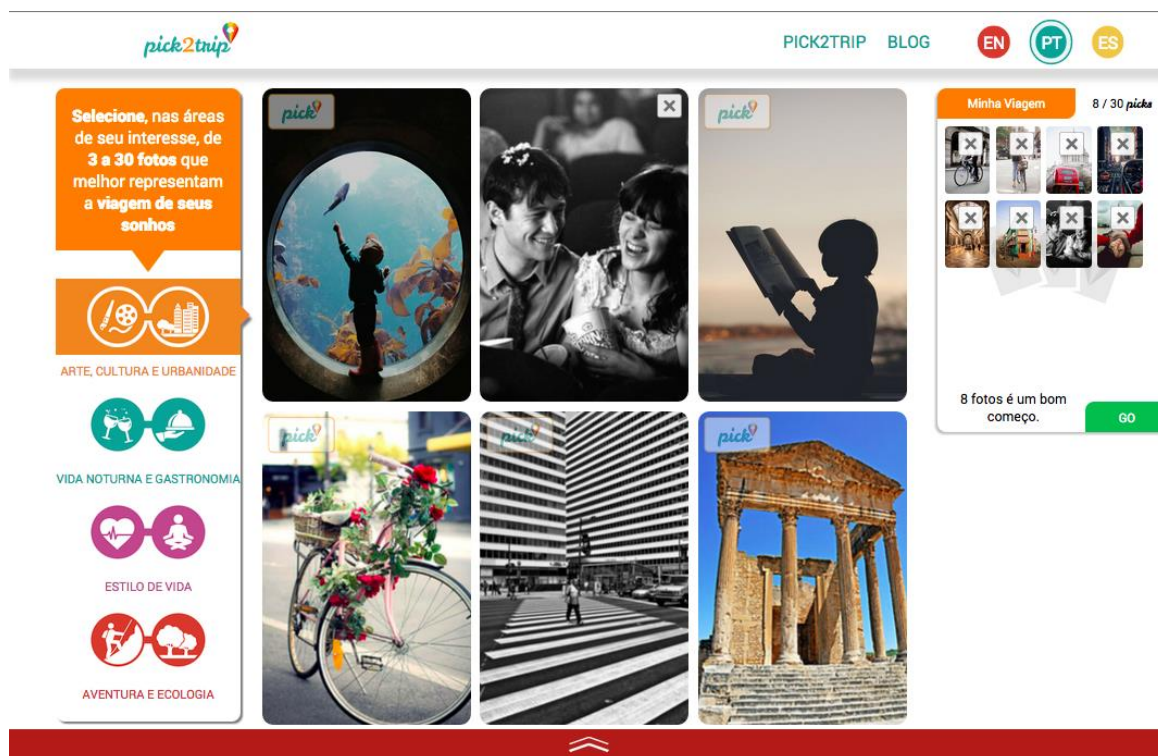 pick2trip
PICK2TRIP BLOG EN PT ES
Selecione, nas áreas
de seu interesse, de
3 a 30 fotos que
melhor representam
a viagem de seus
sonhos
ARTE, CULTURA E URBANIDADE
VIDA NOTURNA E GASTRONOMIA
ESTILO DE VIDA
AVENTURA E ECOLOGIA
pick
pick
pick
pick
pick
Minha Viagem 8 / 30 picks
8 fotos é um bom
começo.
GO